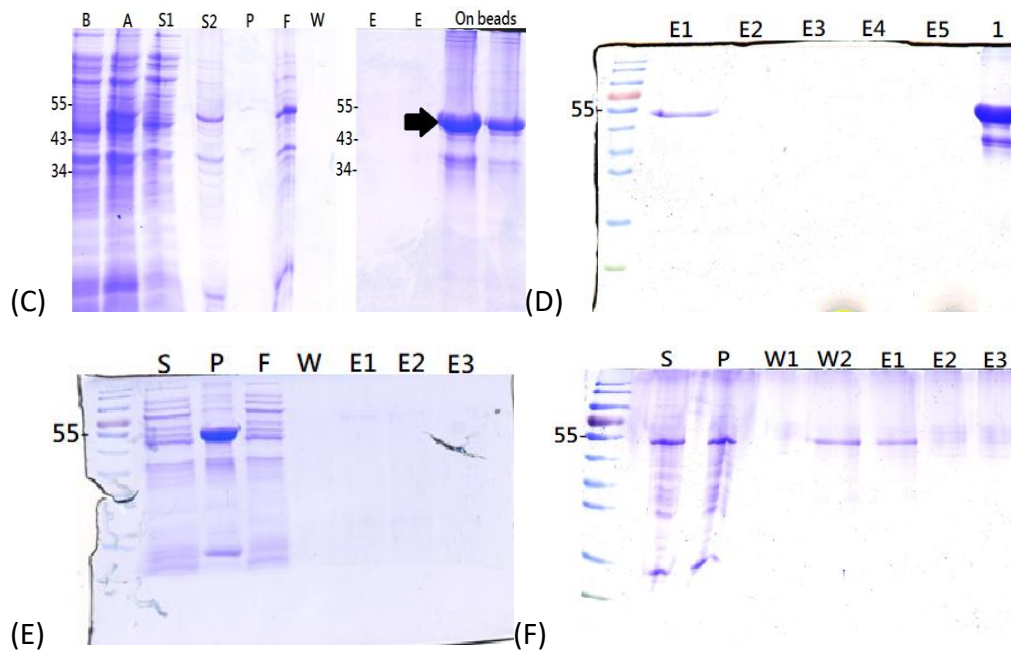 B A S1 S2 P F W E E On beads
55-
43-
34-
55-
43-
34-
(C)
E1 E2 E3 E4 E5 1
55-
(D)
S P F W E1 E2 E3
55-
(E)
S P W1 W2 E1 E2 E3
55-
(F)